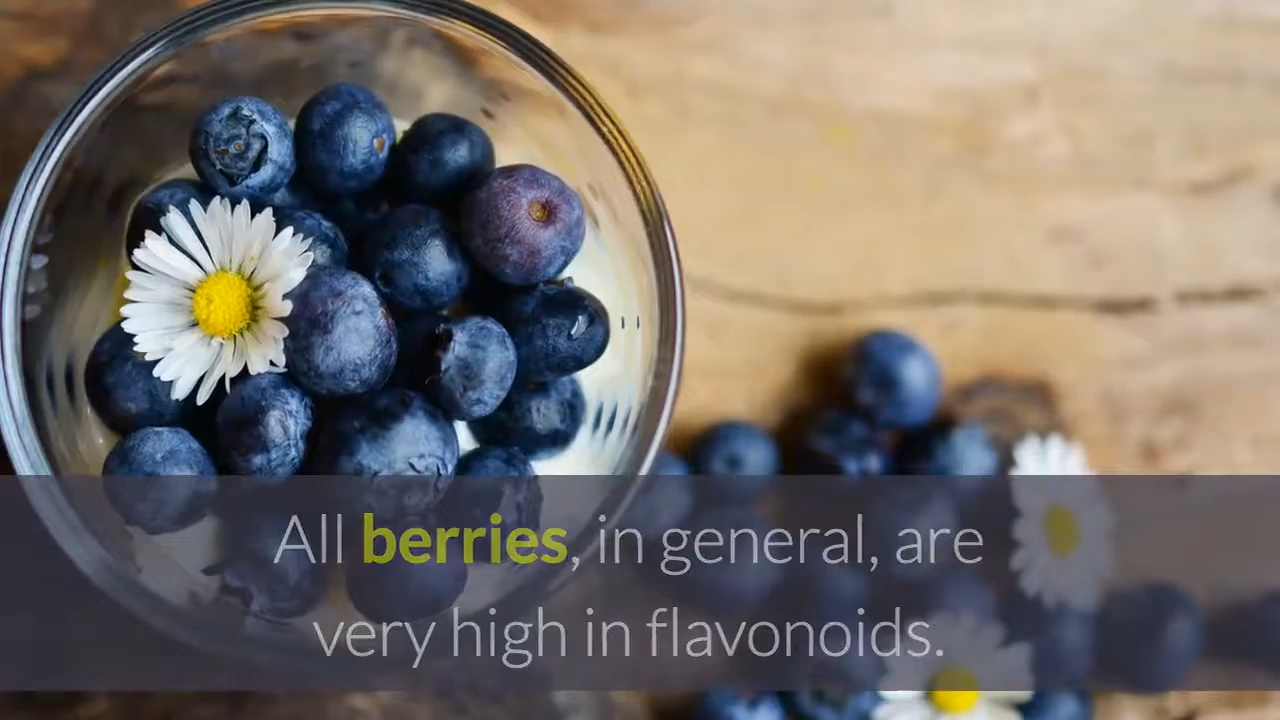 All berries, in general, are
very high in flavonoids.